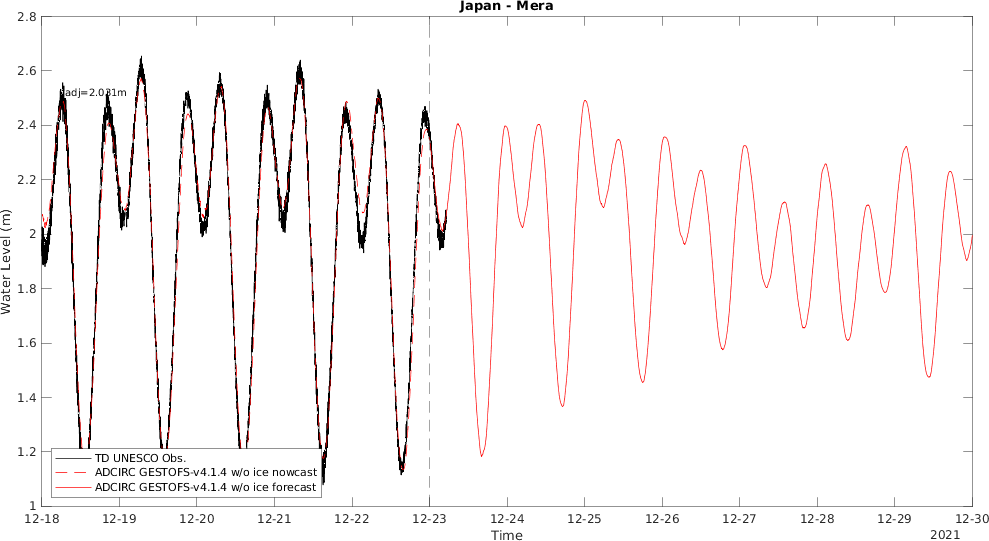 Japan - Mera
2.8
2.6
2.4
2.2
2
1.8
1.6
1.4
1.2
1
Water Level (m)
adj=2.031m
TD UNESCO Obs.
ADCIRC GESTOFS-v4.1.4 w/o ice nowcast
ADCIRC GESTOFS-v4.1.4 w/o ice forecast
12-18 12-19 12-20 12-21 12-22 12-23 12-24 12-25 12-26 12-27 12-28 12-29 12-30
Time
2021